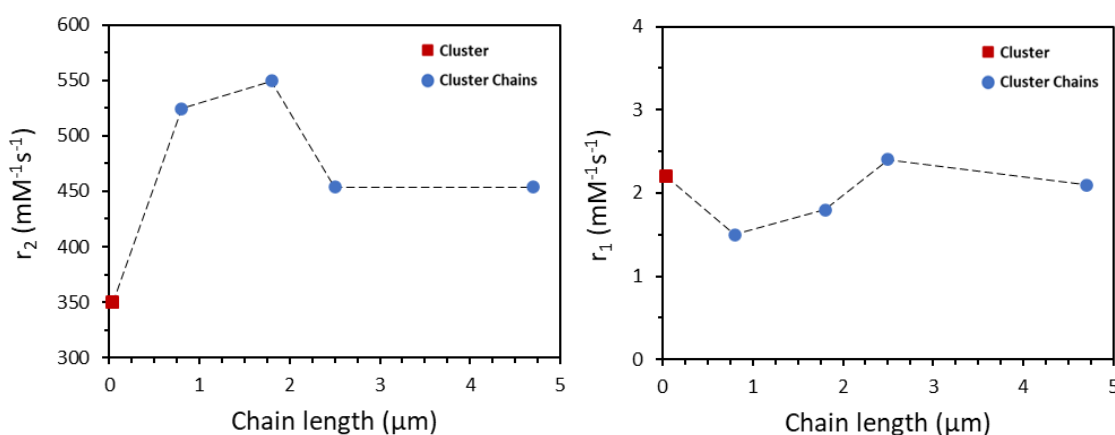 600
550
500
450
400
350
300
r₂ (mM⁻¹s⁻¹)
Cluster
Cluster Chains
0 1 2 3 4 5
Chain length (µm)
4
3
2
1
0
r₁ (mM⁻¹s⁻¹)
Cluster
Cluster Chains
0 1 2 3 4 5
Chain length (µm)